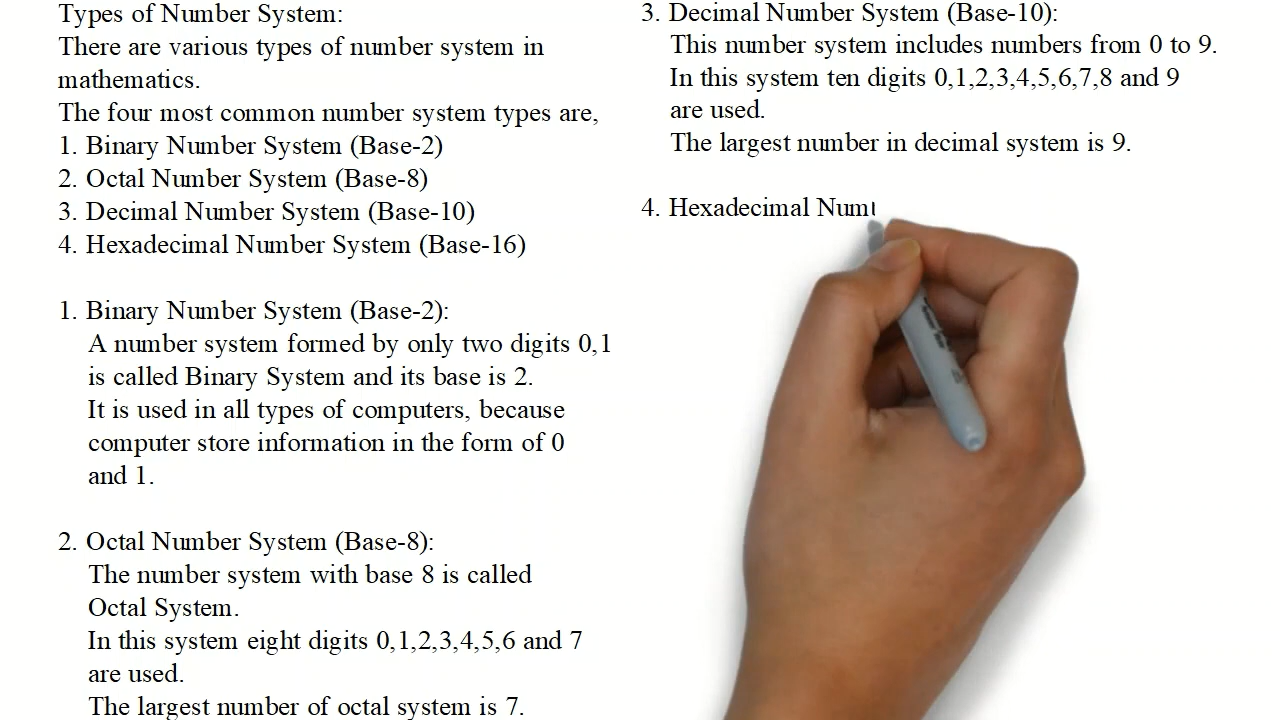 Types of Number System:
There are various types of number system in
mathematics.
The four most common number system types are,
1. Binary Number System (Base-2)
2. Octal Number System (Base-8)
3. Decimal Number System (Base-10)
4. Hexadecimal Number System (Base-16)
1. Binary Number System (Base-2):
A number system formed by only two digits 0,1
is called Binary System and its base is 2.
It is used in all types of computers, because
computer store information in the form of 0
and 1.
2. Octal Number System (Base-8):
The number system with base 8 is called
Octal System.
In this system eight digits 0,1,2,3,4,5,6 and 7
are used.
The largest number of octal system is 7.
3. Decimal Number System (Base-10):
This number system includes numbers from 0 to 9.
In this system ten digits 0,1,2,3,4,5,6,7,8 and 9
are used.
The largest number in decimal system is 9.
4. Hexadecimal Num